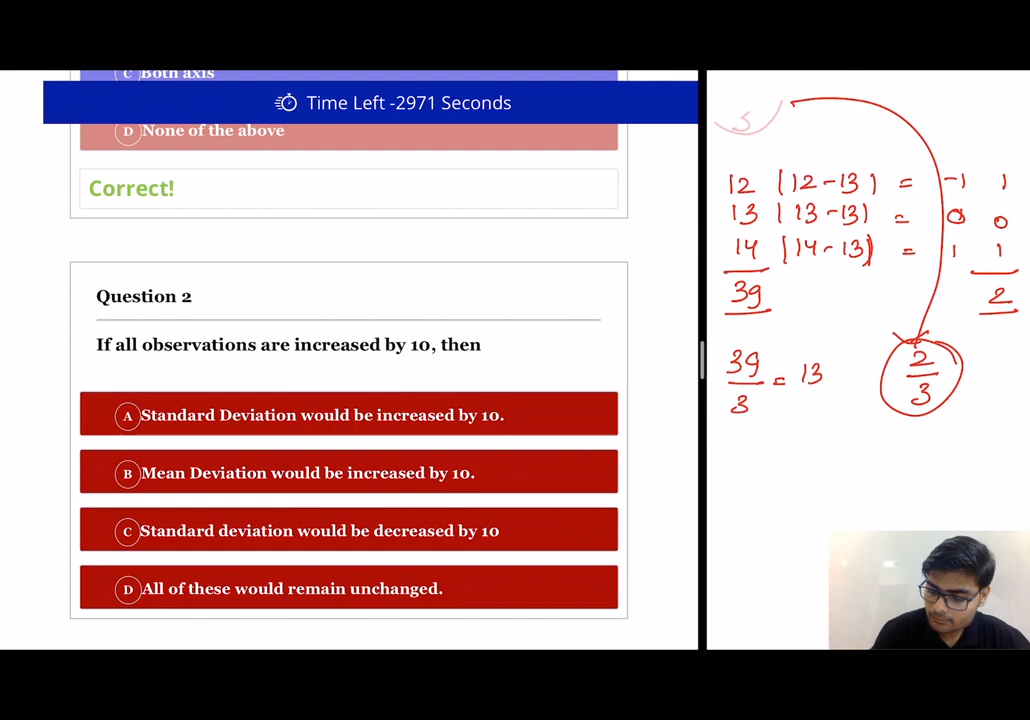 C Both axis
Time Left -2971 Seconds
D None of the above
Correct!
Question 2
If all observations are increased by 10, then
A Standard Deviation would be increased by 10.
B Mean Deviation would be increased by 10.
C Standard deviation would be decreased by 10
D All of these would remain unchanged.
12 |12-13| = -1 1
13 |13-13| = 0 0
14 |14-13| = 1 1
39 2
39/3 = 13
2/3